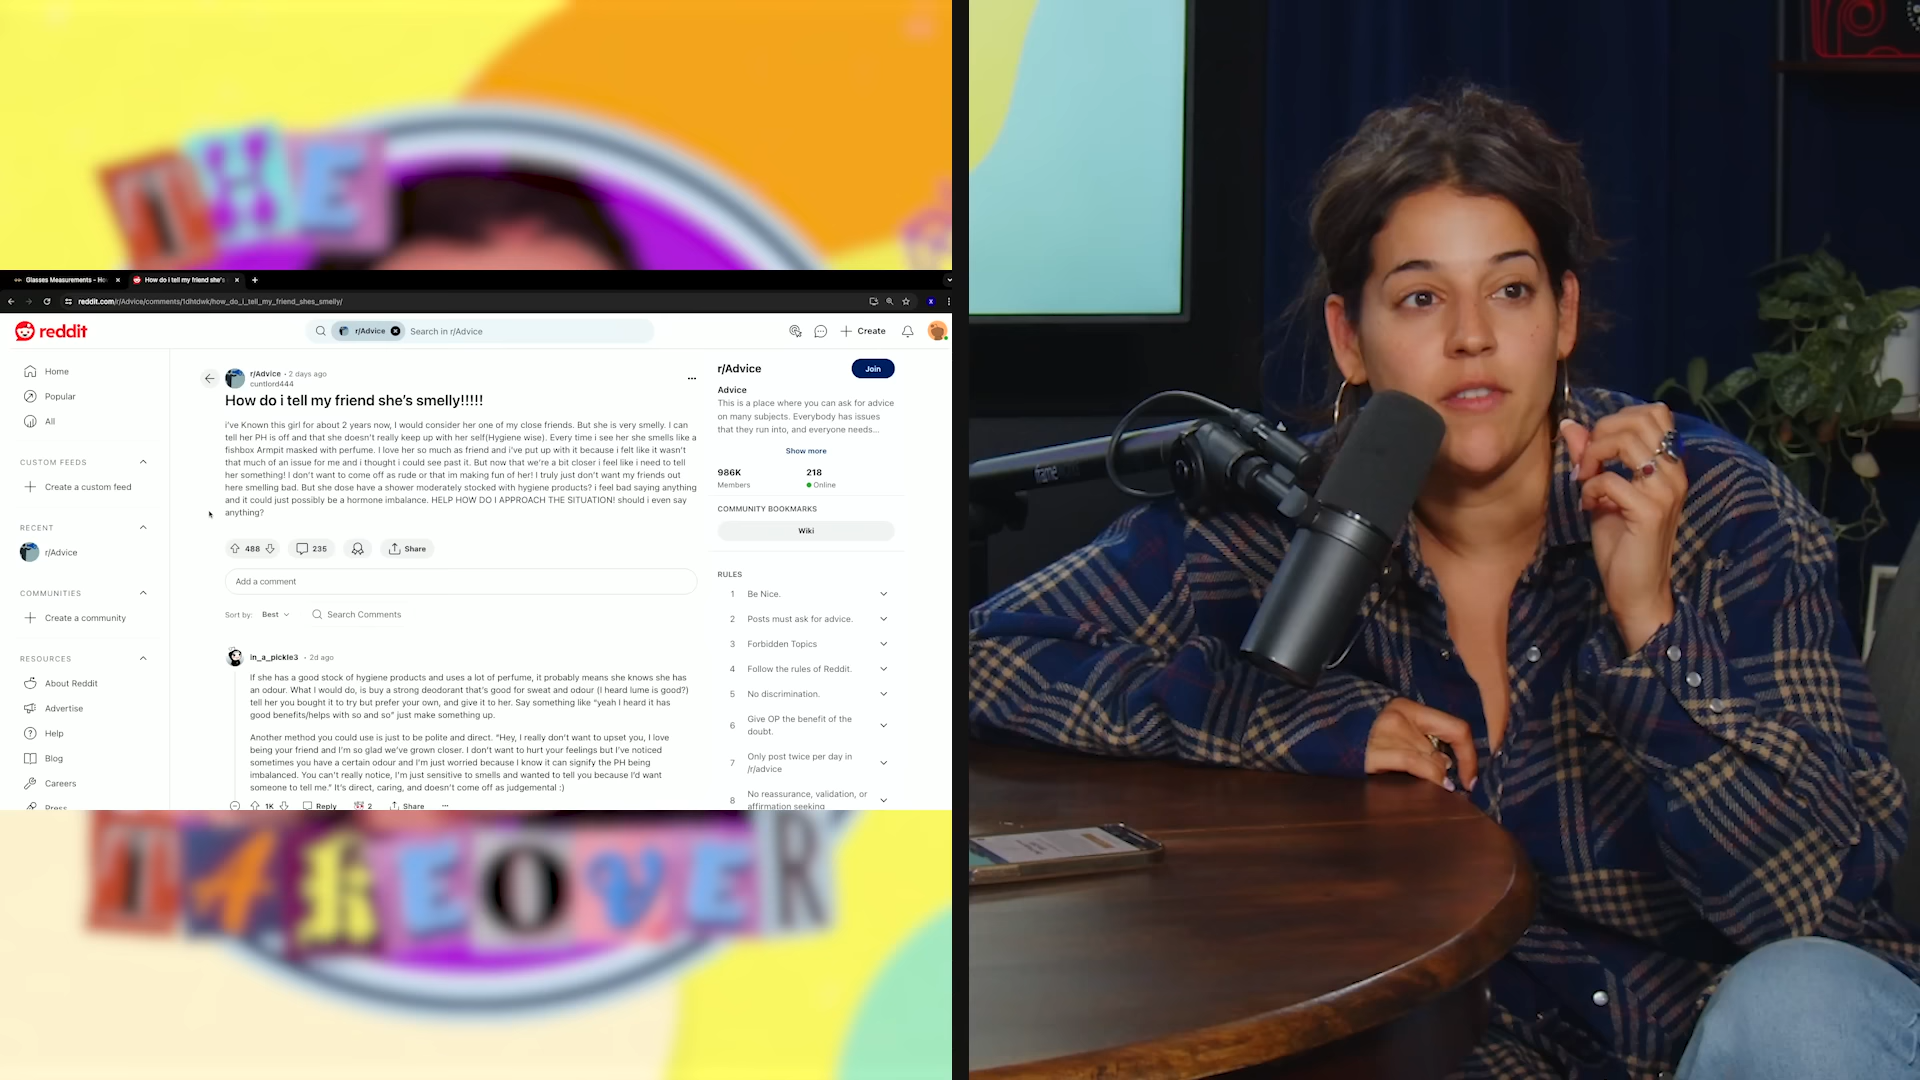 THE
Glasses Measurements - Ho
How do i tell my friend she's
reddit.com/r/Advice/comments/1dhtdwk/how_do_i_tell_my_friend_shes_smelly/
reddit
r/Advice
Search in r/Advice
Create
Home
Popular
All
CUSTOM FEEDS
Create a custom feed
RECENT
r/Advice
COMMUNITIES
Create a community
RESOURCES
About Reddit
Advertise
Help
Blog
Careers
Press
r/Advice • 2 days ago
cuntlord444
How do i tell my friend she's smelly!!!!!
i've Known this girl for about 2 years now, I would consider her one of my close friends. But she is very smelly. I can
tell her PH is off and that she doesn't really keep up with her self(Hygiene wise). Every time i see her she smells like a
fishbox Armpit masked with perfume. I love her so much as friend and i've put up with it because i felt like it wasn't
that much of an issue for me and i thought i could see past it. But now that we're a bit closer i feel like i need to tell
her something! I don't want to come off as rude or that im making fun of her! I truly just don't want my friends out
here smelling bad. But she dose have a shower moderately stocked with hygiene products? i feel bad saying anything
and it could just possibly be a hormone imbalance. HELP HOW DO I APPROACH THE SITUATION! should i even say
anything?
488
235
Share
Add a comment
Sort by:
Best
Search Comments
in_a_pickle3 • 2d ago
If she has a good stock of hygiene products and uses a lot of perfume, it probably means she knows she has
an odour. What I would do, is buy a strong deodorant that's good for sweat and odour (I heard lume is good?)
tell her you bought it to try but prefer your own, and give it to her. Say something like "yeah I heard it has
good benefits/helps with so and so" just make something up.
Another method you could use is just to be polite and direct. "Hey, I really don't want to upset you, I love
being your friend and I'm so glad we've grown closer. I don't want to hurt your feelings but I've noticed
sometimes you have a certain odour and I'm just worried because I know it can signify the PH being
imbalanced. You can't really notice, I'm just sensitive to smells and wanted to tell you because I'd want
someone to tell me." It's direct, caring, and doesn't come off as judgemental :)
1K
Reply
2
Share
r/Advice
Join
Advice
This is a place where you can ask for advice
on many subjects. Everybody has issues
that they run into, and everyone needs...
Show more
986K
218
Members
Online
COMMUNITY BOOKMARKS
Wiki
RULES
1 Be Nice.
2 Posts must ask for advice.
3 Forbidden Topics
4 Follow the rules of Reddit.
5 No discrimination.
6 Give OP the benefit of the
doubt.
7 Only post twice per day in
/r/advice
8 No reassurance, validation, or
affirmation seeking
TAKEOVER
frame